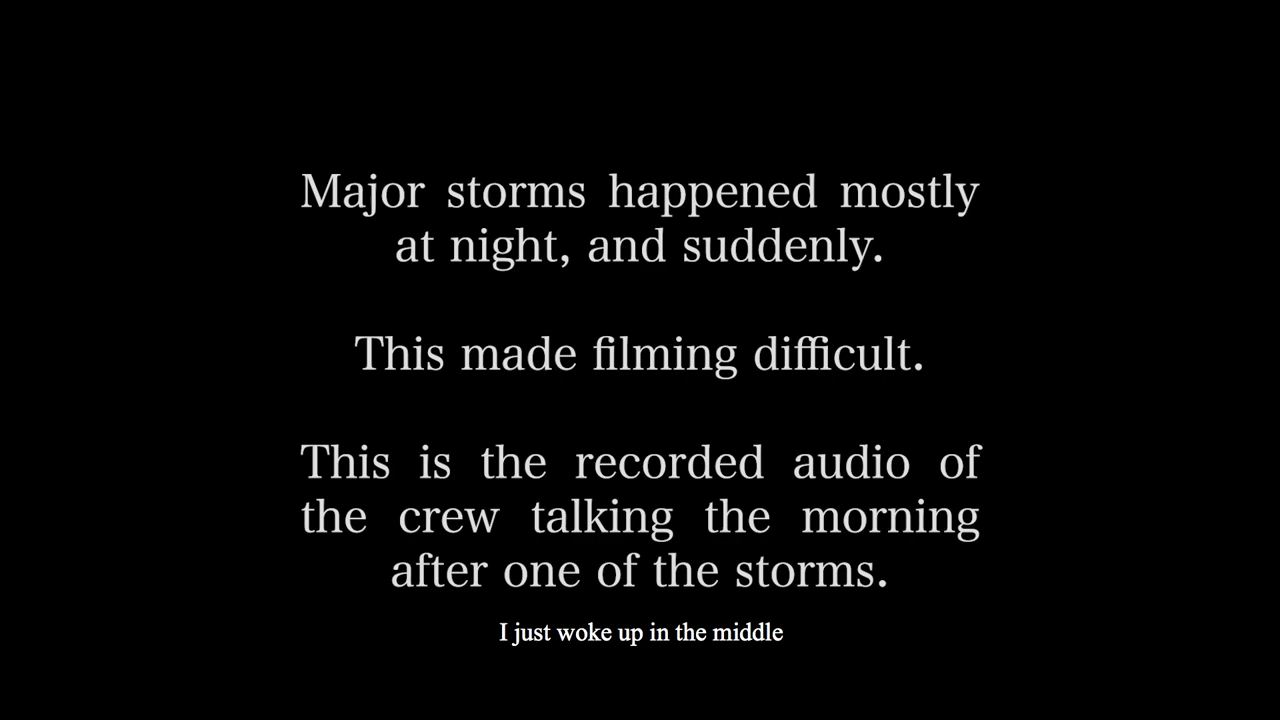 Major storms happened mostly
at night, and suddenly.
This made filming difficult.
This is the recorded audio of
the crew talking the morning
after one of the storms.
I just woke up in the middle